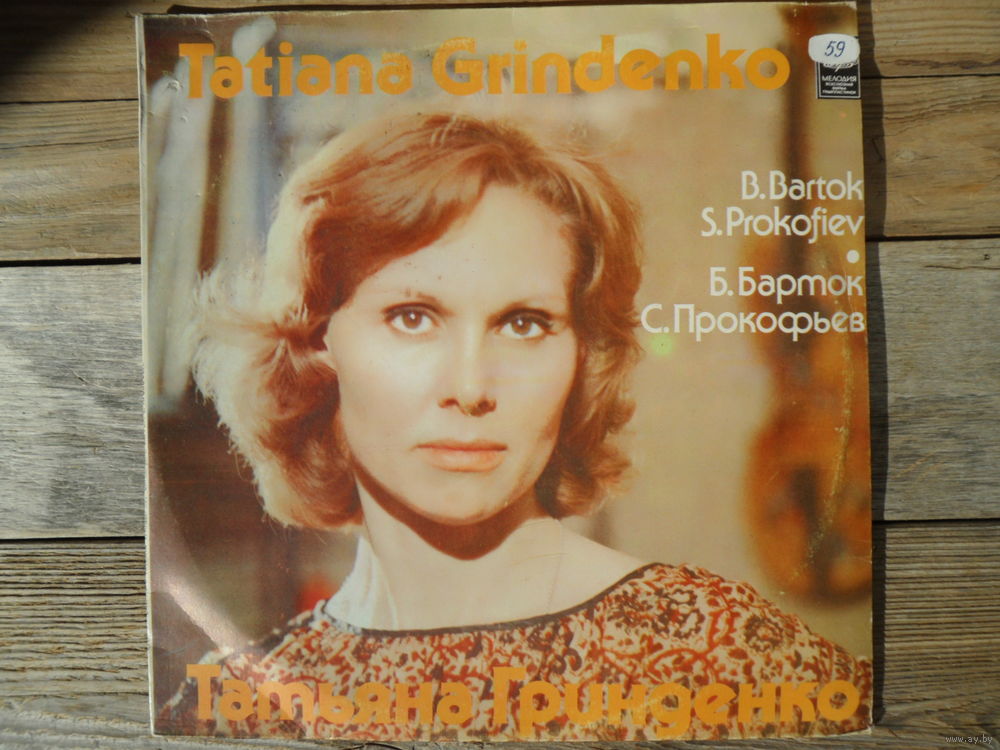 Tatiana Grindenko
59
МЕЛОДИЯ
B. Bartok
S. Prokofiev
•
Б. Барток
С. Прокофьев
Татьяна Гринденко
www.ay.by